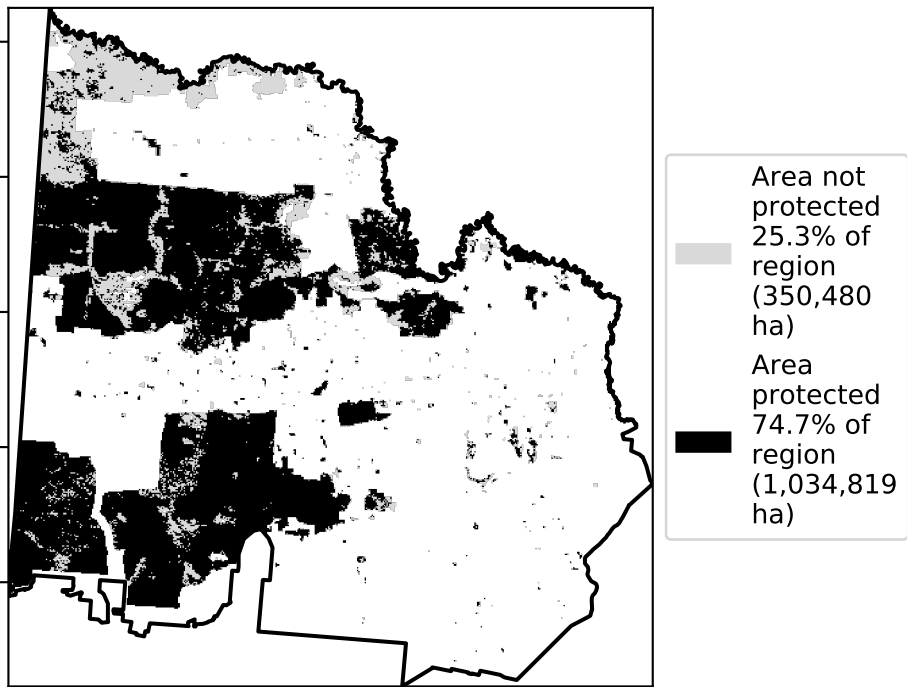 Area not
protected
25.3% of
region
(350,480
ha)
Area
protected
74.7% of
region
(1,034,819
ha)